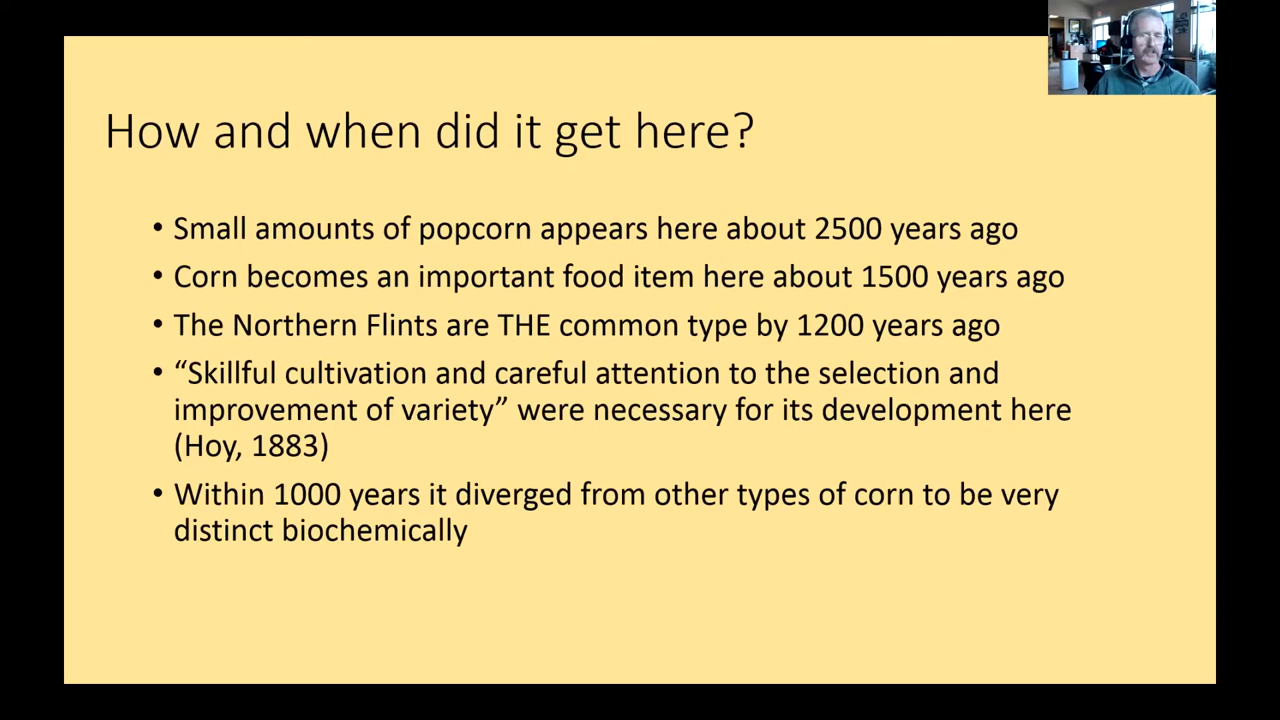 How and when did it get here?
• Small amounts of popcorn appears here about 2500 years ago
• Corn becomes an important food item here about 1500 years ago
• The Northern Flints are THE common type by 1200 years ago
• “Skillful cultivation and careful attention to the selection and
improvement of variety” were necessary for its development here
(Hoy, 1883)
• Within 1000 years it diverged from other types of corn to be very
distinct biochemically